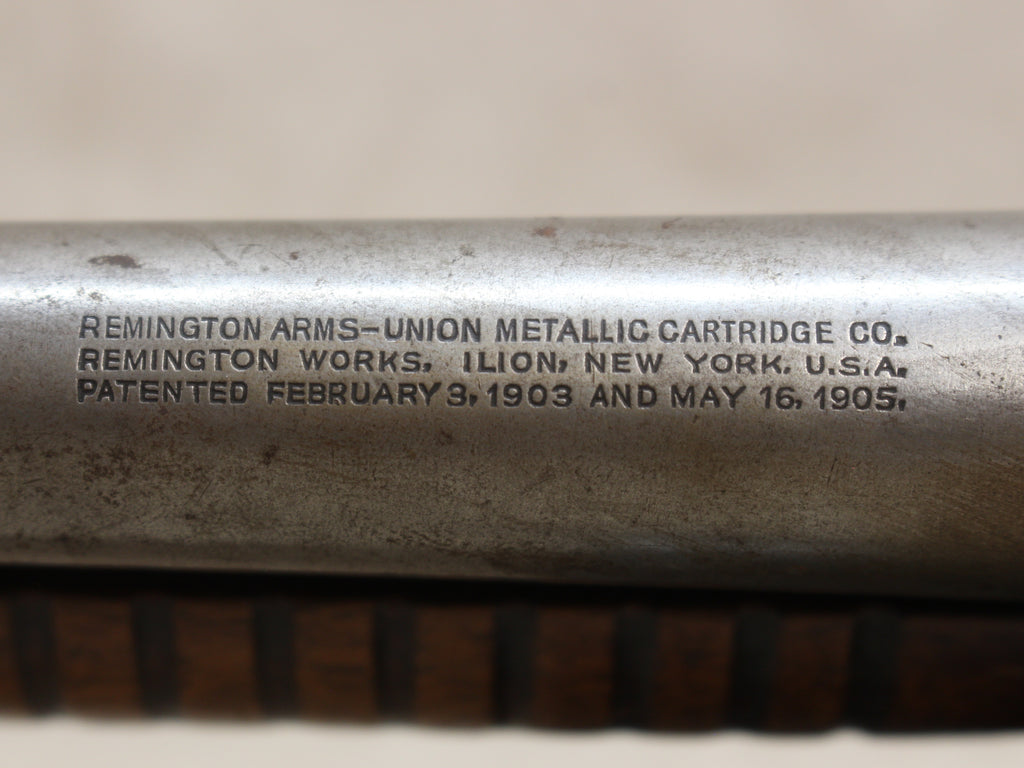 REMINGTON ARMS-UNION METALLIC CARTRIDGE CO.
REMINGTON WORKS, ILION, NEW YORK. U.S.A.
PATENTED FEBRUARY 3, 1903 AND MAY 16, 1905.